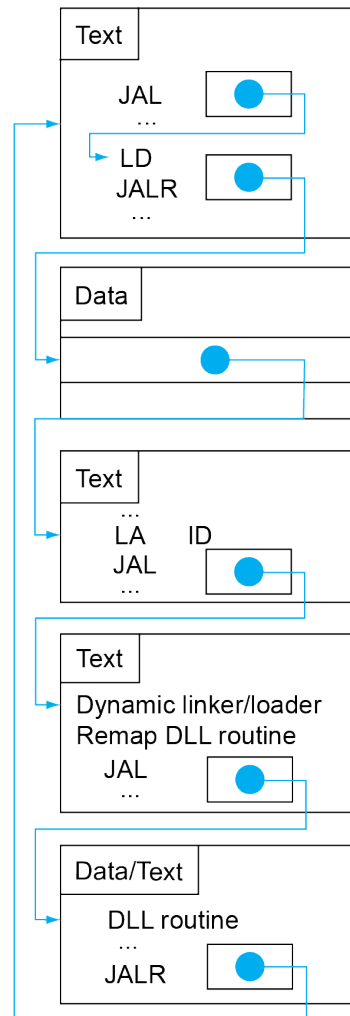 Text
JAL
...
LD
JALR
...
Data
Text
...
LA ID
JAL
...
Text
Dynamic linker/loader
Remap DLL routine
JAL
...
Data/Text
DLL routine
...
JALR